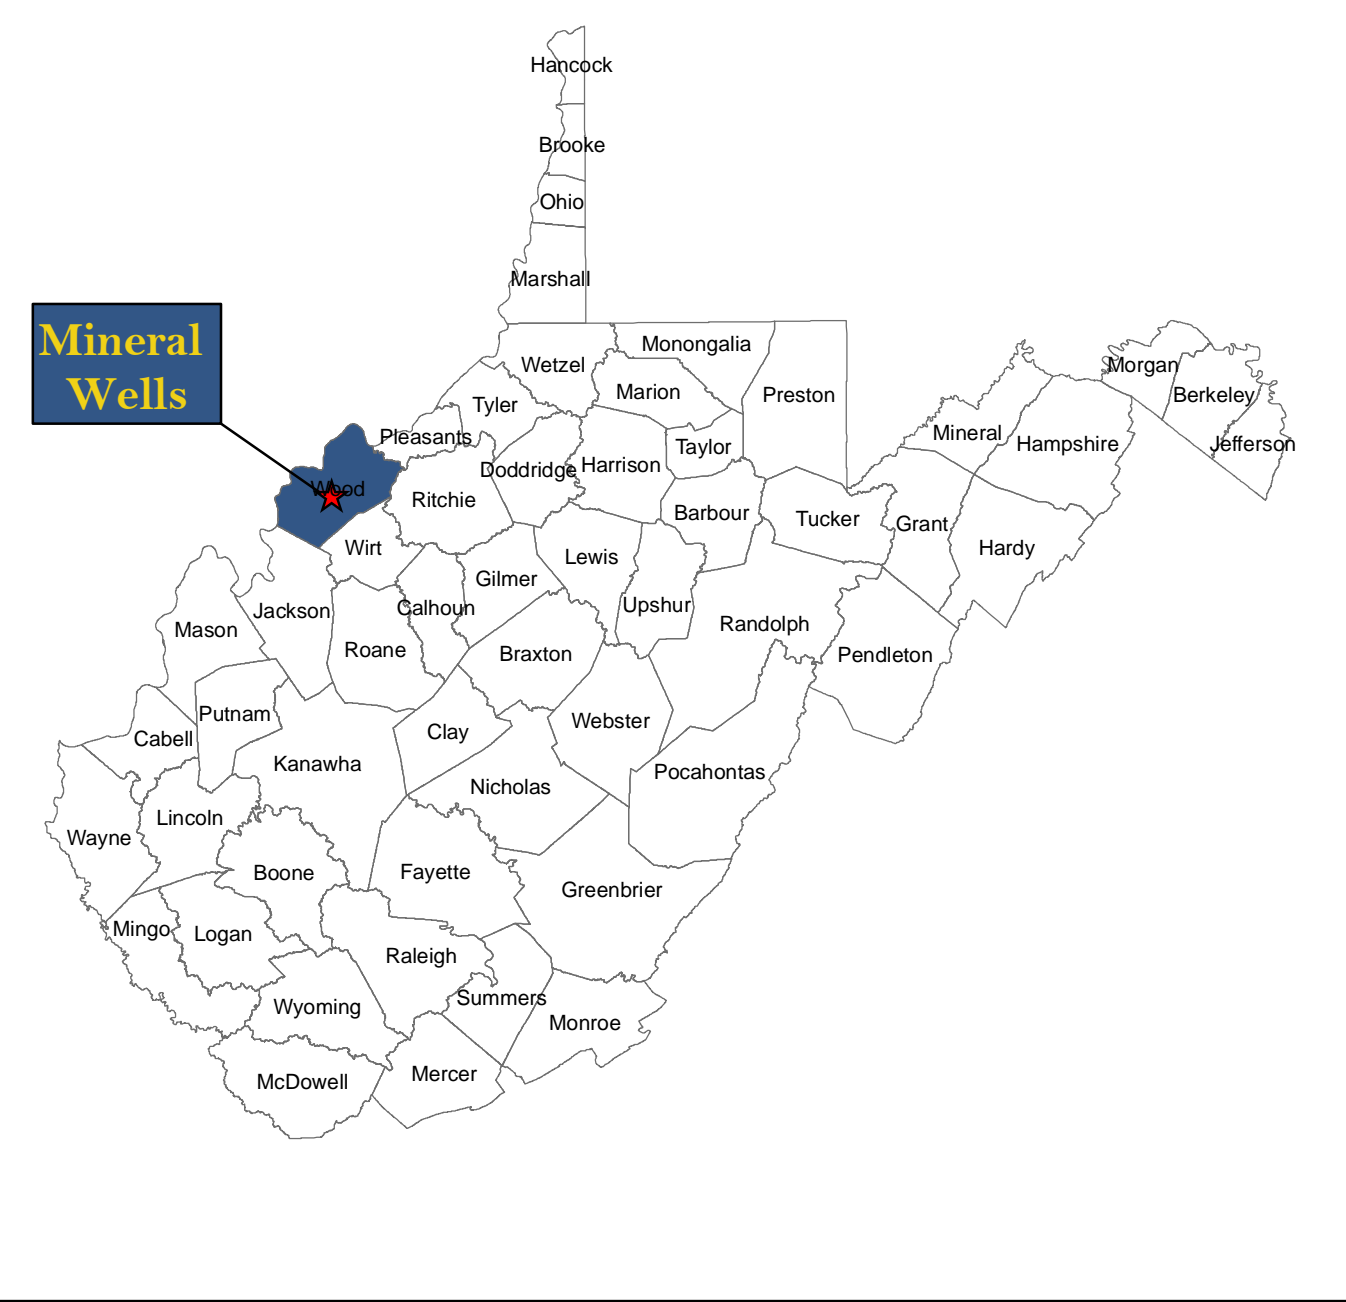 Hancock
Brooke
Ohio
Marshall
Mineral
Wells
Monongalia
Wetzel
Morgan
Marion
Preston
Berkeley
Tyler
Mineral
Pleasants
Hampshire
Jefferson
Taylor
Harrison
Doddridge
Wood
Ritchie
Barbour
Tucker
Grant
Wirt
Hardy
Lewis
Gilmer
Upshur
Calhoun
Jackson
Randolph
Mason
Roane
Braxton
Pendleton
Putnam
Webster
Clay
Cabell
Kanawha
Pocahontas
Nicholas
Lincoln
Wayne
Boone
Fayette
Greenbrier
Mingo
Logan
Raleigh
Summers
Wyoming
Monroe
Mercer
McDowell